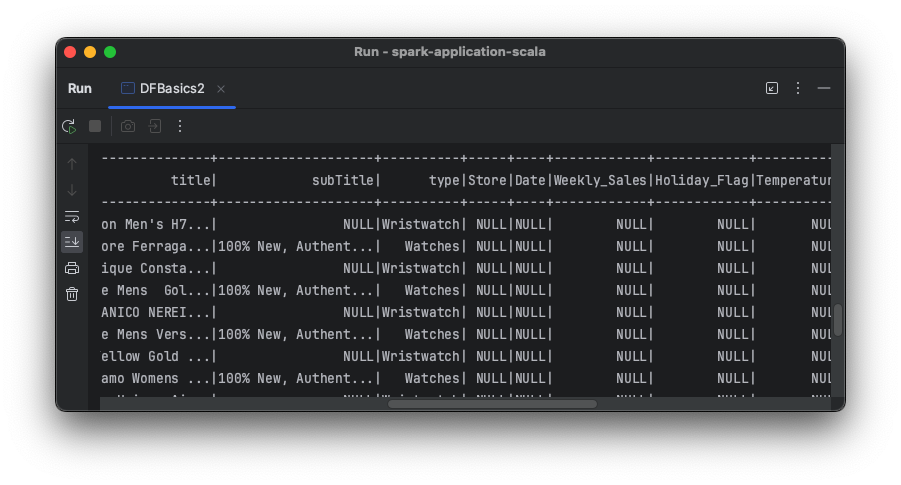 Run - spark-application-scala
Run DFBasics2
--------------+--------------------+----------+-----+----+------------+------------+----------
title| subTitle| type|Store|Date|Weekly_Sales|Holiday_Flag|Temperatur
--------------+--------------------+----------+-----+----+------------+------------+----------
on Men's H7...| NULL|Wristwatch| NULL|NULL| NULL| NULL| NUL
ore Ferraga...|100% New, Authent...| Watches| NULL|NULL| NULL| NULL| NUL
ique Consta...| NULL|Wristwatch| NULL|NULL| NULL| NULL| NUL
e Mens  Gol...|100% New, Authent...| Watches| NULL|NULL| NULL| NULL| NUL
ANICO NEREI...| NULL|Wristwatch| NULL|NULL| NULL| NULL| NUL
e Mens Vers...|100% New, Authent...| Watches| NULL|NULL| NULL| NULL| NUL
ellow Gold ...| NULL|Wristwatch| NULL|NULL| NULL| NULL| NUL
amo Womens ...|100% New, Authent...| Watches| NULL|NULL| NULL| NULL| NUL